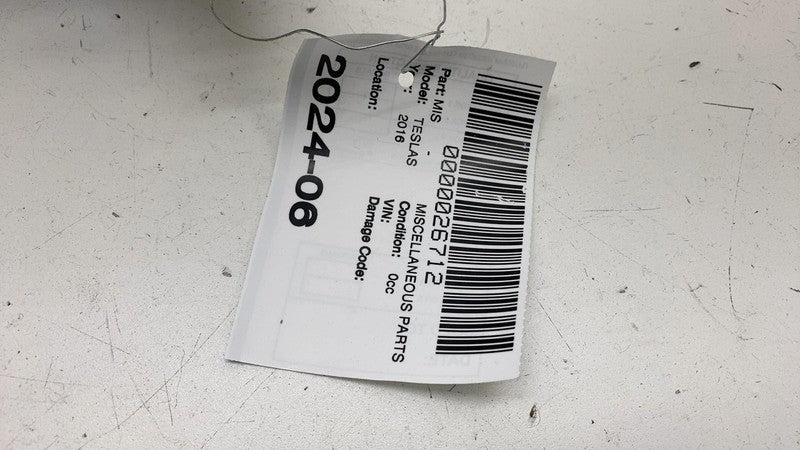 0000026712
Part: MIS - MISCELLANEOUS PARTS
Model: TESLAS Condition: 0cc
2016 VIN:
Location: Damage Code:
2024-06